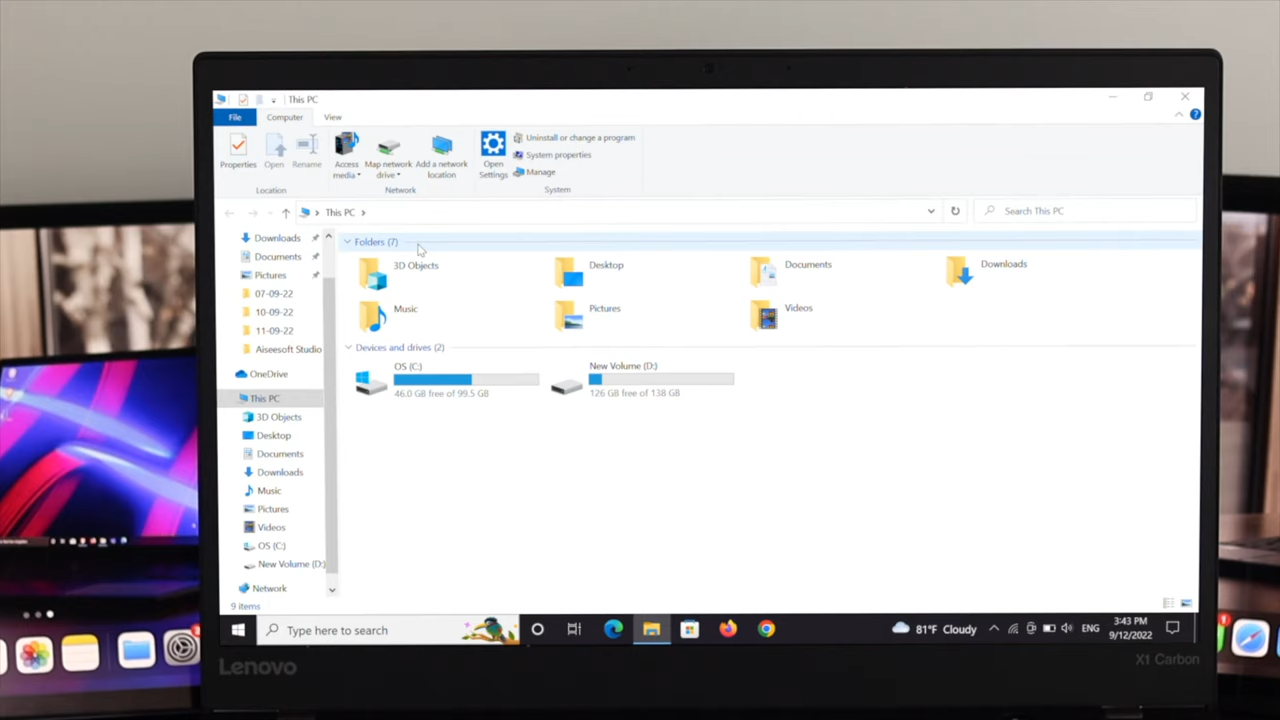 This PC
File Computer View
Properties Open Rename Access media Map network drive Add a network location Open Settings
Uninstall or change a program
System properties
Manage
Location Network System
This PC
Search This PC
Downloads
Documents
Pictures
07-09-22
10-09-22
11-09-22
Aiseesoft Studio
OneDrive
This PC
3D Objects
Desktop
Documents
Downloads
Music
Pictures
Videos
OS (C:)
New Volume (D:)
Network
Folders (7)
3D Objects Desktop Documents Downloads
Music Pictures Videos
Devices and drives (2)
OS (C:)
46.0 GB free of 99.5 GB
New Volume (D:)
126 GB free of 138 GB
9 items
Type here to search
81°F Cloudy
ENG
3:43 PM
9/12/2022
Lenovo
X1 Carbon